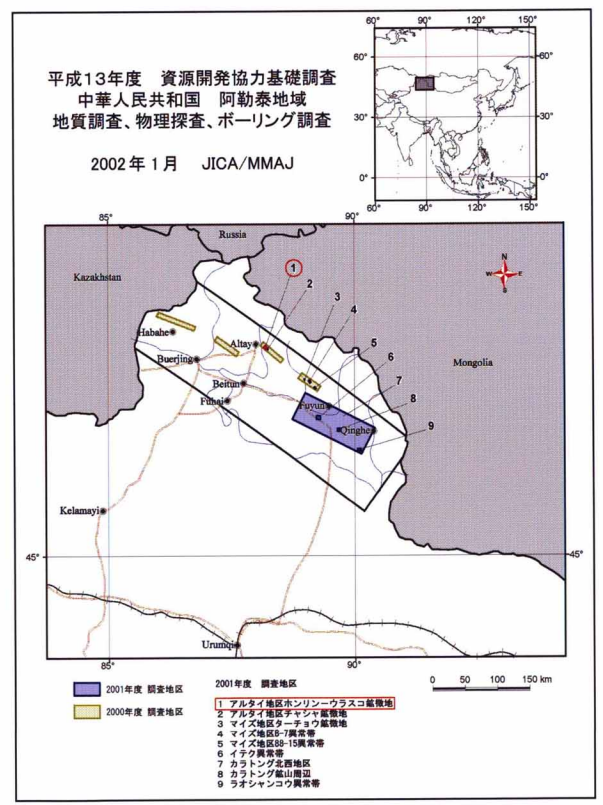 平成13年度 資源開発協力基礎調査
中華人民共和国 阿勒泰地域
地質調査、物理探査、ボーリング調査
2002年1月 JICA/MMAJ
60° 90° 120° 150°
60° 60°
30° 30°
0° 0°
60° 90° 120° 150°
85° 90°
Russia
Kazakhstan
Mongolia
N
W E
S
1
2
3
4
5
6
7
8
9
Habahe
Altay
Buerjing
Beitun
Fuhai
Fuyun
Qinghe
Kelamayi
45° 45°
Urumqi
85° 90°
2001年度 調査地区
2000年度 調査地区
2001年度 調査地区
1 アルタイ地区ホンリンーウラスコ鉱徴地
2 アルタイ地区チャシャ鉱徴地
3 マイズ地区ターチョウ鉱徴地
4 マイズ地区B-7異常帯
5 マイズ地区88-15異常帯
6 イテク異常帯
7 カラトング北西地区
8 カラトング鉱山周辺
9 ラオシャンコウ異常帯
0 50 100 150 km